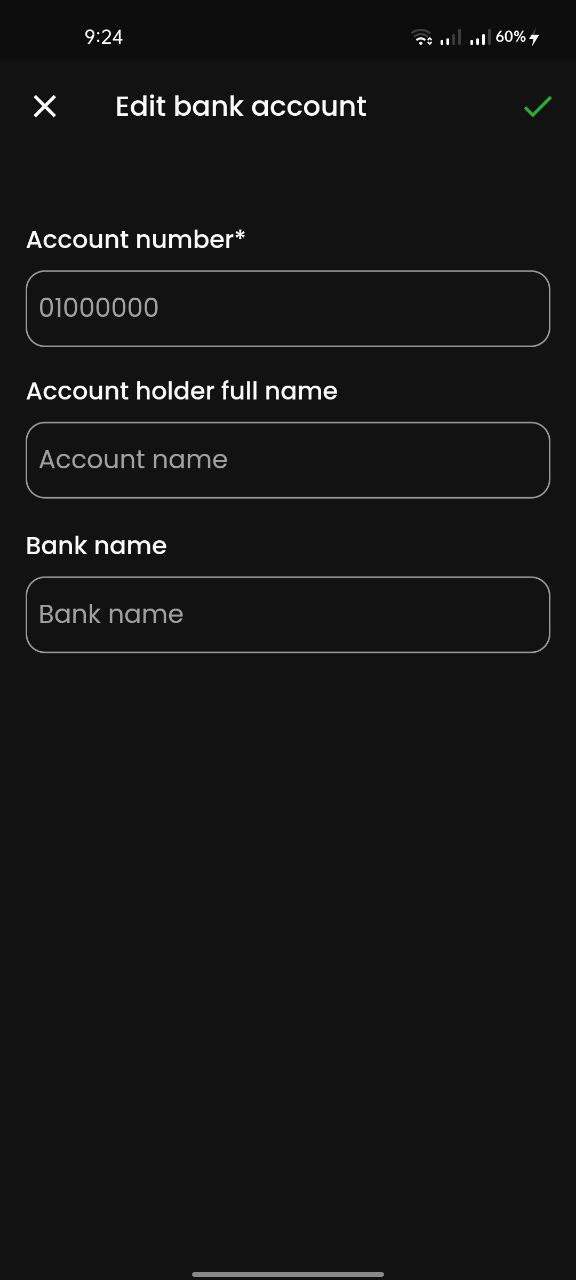 9:24
60%
Edit bank account
Account number*
01000000
Account holder full name
Account name
Bank name
Bank name